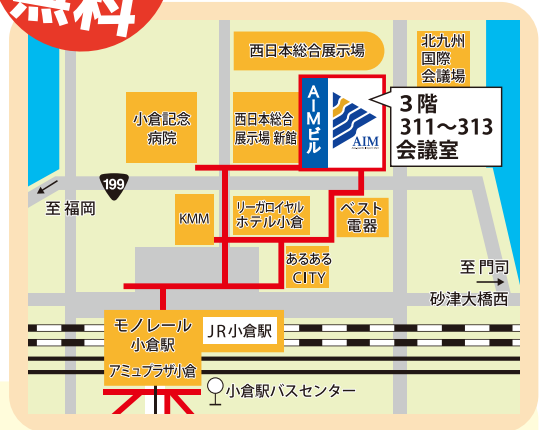 無料
西日本総合展示場
北九州
国際
会議場
小倉記念
病院
西日本総合
展示場 新館
AIMビル
AIM
3階
311〜313
会議室
199
至 福岡
KMM
リーガロイヤル
ホテル小倉
ベスト
電器
あるある
CITY
至 門司
砂津大橋西
モノレール
小倉駅
JR小倉駅
アミュプラザ小倉
小倉駅バスセンター